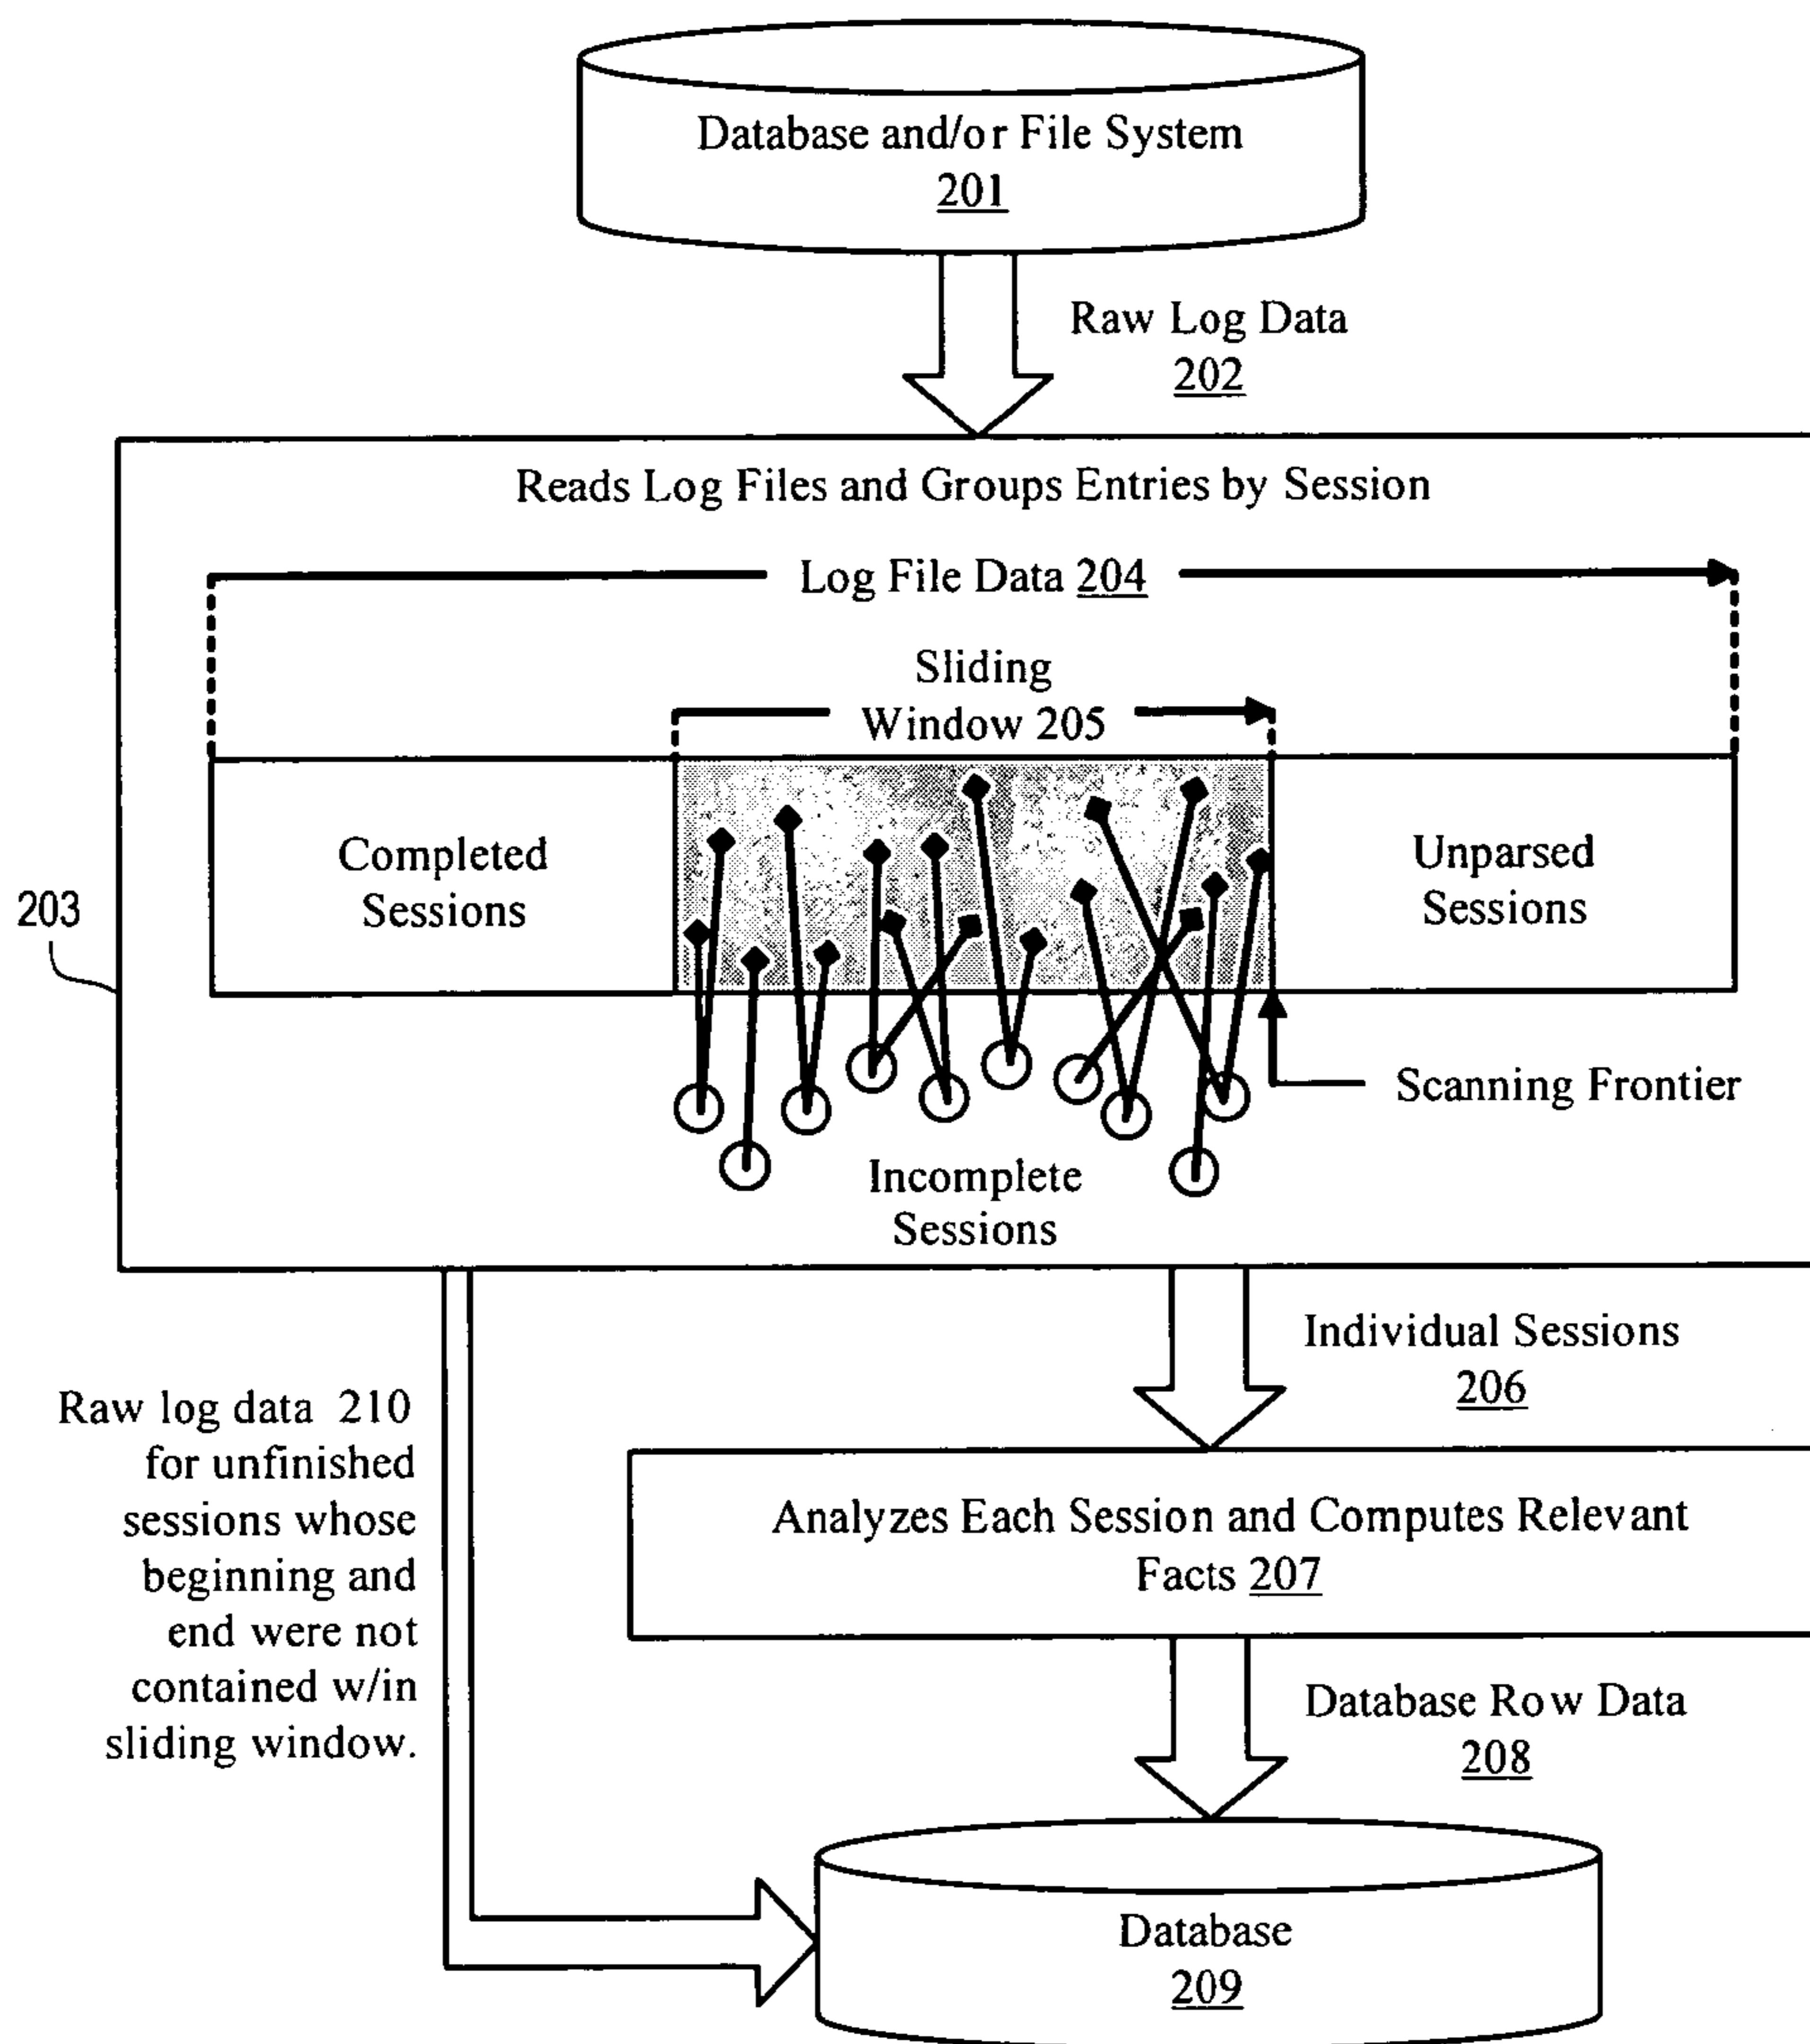 Database and/or File System
201
Raw Log Data
202
Reads Log Files and Groups Entries by Session
Log File Data 204
Sliding
Window 205
Completed
Sessions
Unparsed
Sessions
203
Scanning Frontier
Incomplete
Sessions
Individual Sessions
206
Raw log data 210
for unfinished
sessions whose
beginning and
end were not
contained w/in
sliding window.
Analyzes Each Session and Computes Relevant
Facts 207
Database Row Data
208
Database
209